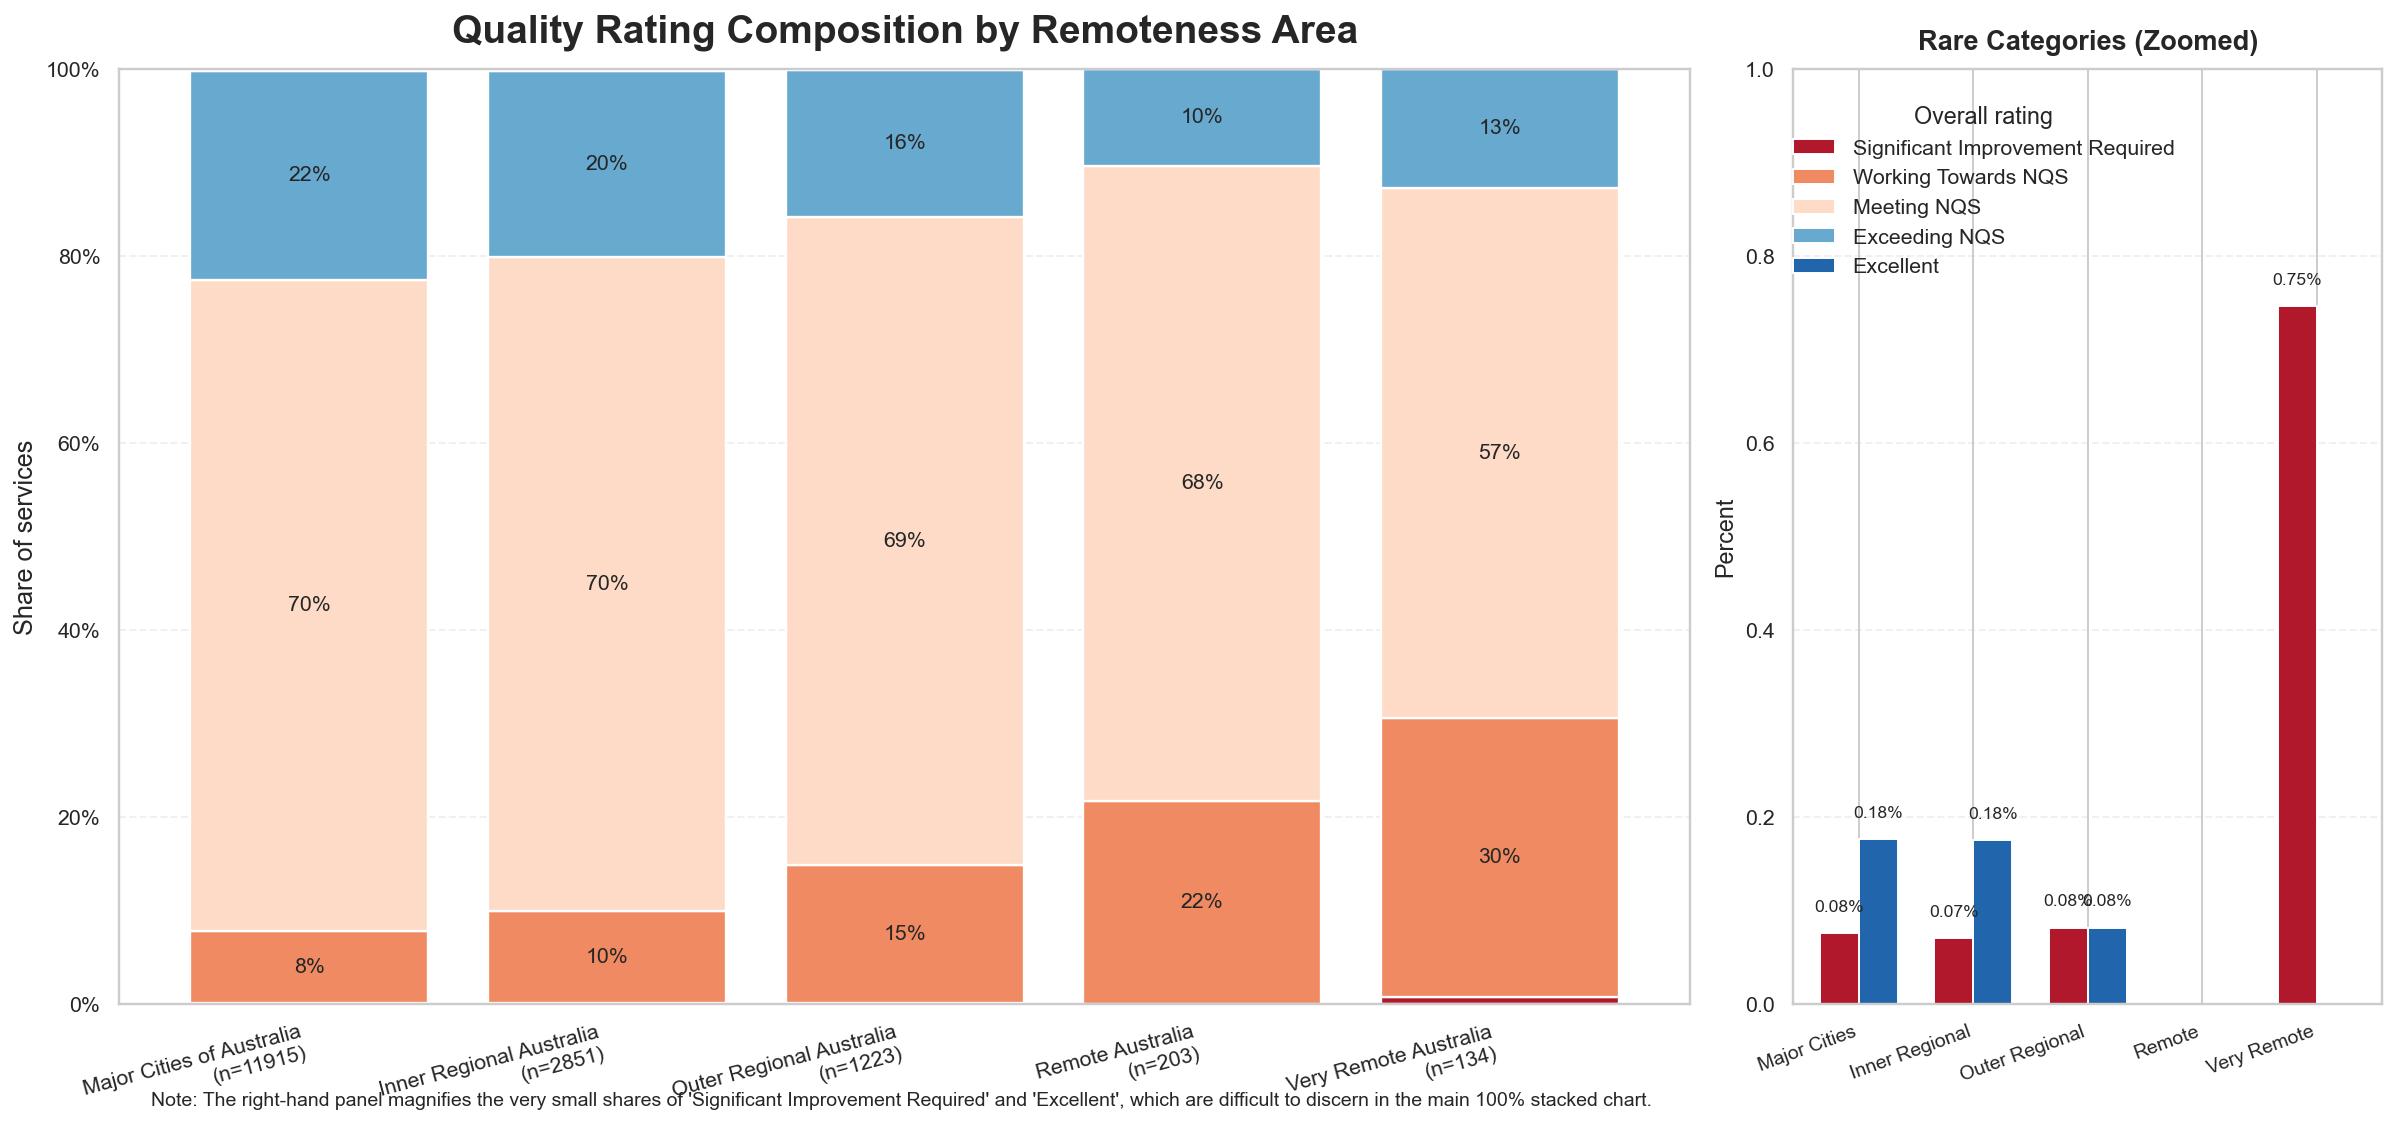 Quality Rating Composition by Remoteness Area
Share of services
100%
80%
60%
40%
20%
0%
22%
70%
8%
20%
70%
10%
16%
69%
15%
10%
68%
22%
13%
57%
30%
Major Cities of Australia
(n=11915)
Inner Regional Australia
(n=2851)
Outer Regional Australia
(n=1223)
Remote Australia
(n=203)
Very Remote Australia
(n=134)
Rare Categories (Zoomed)
Percent
1.0
0.8
0.6
0.4
0.2
0.0
Overall rating
Significant Improvement Required
Working Towards NQS
Meeting NQS
Exceeding NQS
Excellent
0.08%
0.18%
0.07%
0.18%
0.08%
0.08%
0.75%
Major Cities
Inner Regional
Outer Regional
Remote
Very Remote
Note: The right-hand panel magnifies the very small shares of 'Significant Improvement Required' and 'Excellent', which are difficult to discern in the main 100% stacked chart.